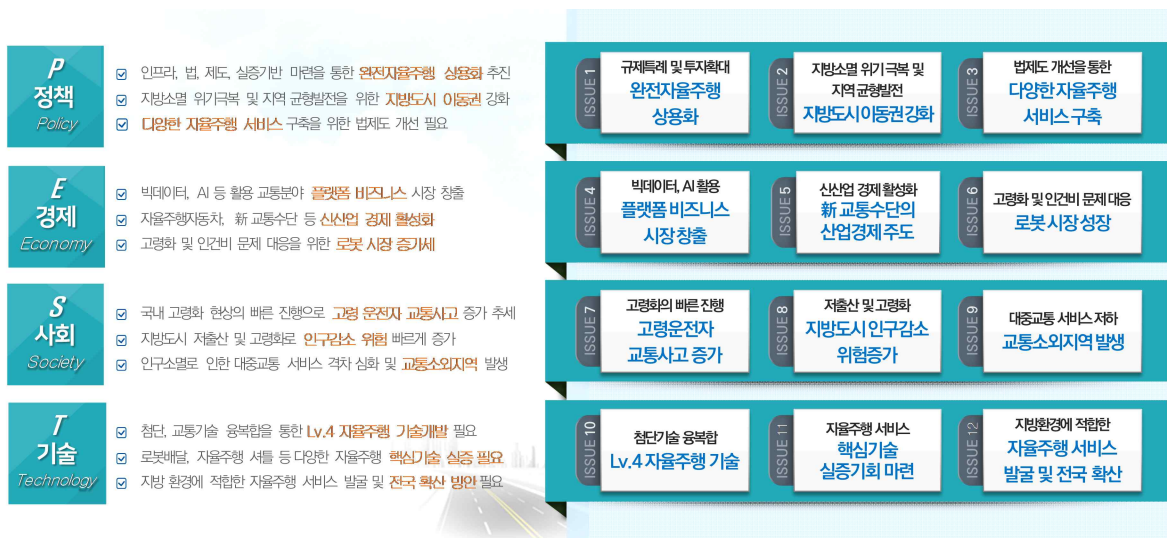 P
정책
Policy
인프라, 법, 제도, 실증기반 마련을 통한 완전자율주행 상용화 추진
지방소멸 위기극복 및 지역 균형발전을 위한 지방도시 이동권 강화
다양한 자율주행 서비스 구축을 위한 법제도 개선 필요
ISSUE 1
규제특례 및 투자확대
완전자율주행
상용화
ISSUE 2
지방소멸 위기 극복 및
지역 균형발전
지방도시 이동권 강화
ISSUE 3
법제도 개선을 통한
다양한 자율주행
서비스 구축
E
경제
Economy
빅데이터, AI 등 활용 교통분야 플랫폼 비즈니스 시장 창출
자율주행자동차, 新 교통수단 등 신산업 경제 활성화
고령화 및 인건비 문제 대응을 위한 로봇 시장 증가세
ISSUE 4
빅데이터, AI 활용
플랫폼 비즈니스
시장 창출
ISSUE 5
신산업 경제 활성화
新 교통수단의
산업경제 주도
ISSUE 6
고령화 및 인건비 문제 대응
로봇 시장 성장
S
사회
Society
국내 고령화 현상의 빠른 진행으로 고령 운전자 교통사고 증가 추세
지방도시 저출산 및 고령화로 인구감소 위험 빠르게 증가
인구소멸로 인한 대중교통 서비스 격차 심화 및 교통소외지역 발생
ISSUE 7
고령화의 빠른 진행
고령운전자
교통사고 증가
ISSUE 8
저출산 및 고령화
지방도시 인구감소
위험증가
ISSUE 9
대중교통 서비스 저하
교통소외지역 발생
T
기술
Technology
첨단, 교통기술 융복합을 통한 Lv.4 자율주행 기술개발 필요
로봇배달, 자율주행 셔틀 등 다양한 자율주행 핵심기술 실증 필요
지방 환경에 적합한 자율주행 서비스 발굴 및 전국 확산 방안 필요
ISSUE 10
첨단기술 융복합
Lv.4 자율주행 기술
ISSUE 11
자율주행 서비스
핵심기술
실증기회 마련
ISSUE 12
지방환경에 적합한
자율주행 서비스
발굴 및 전국 확산